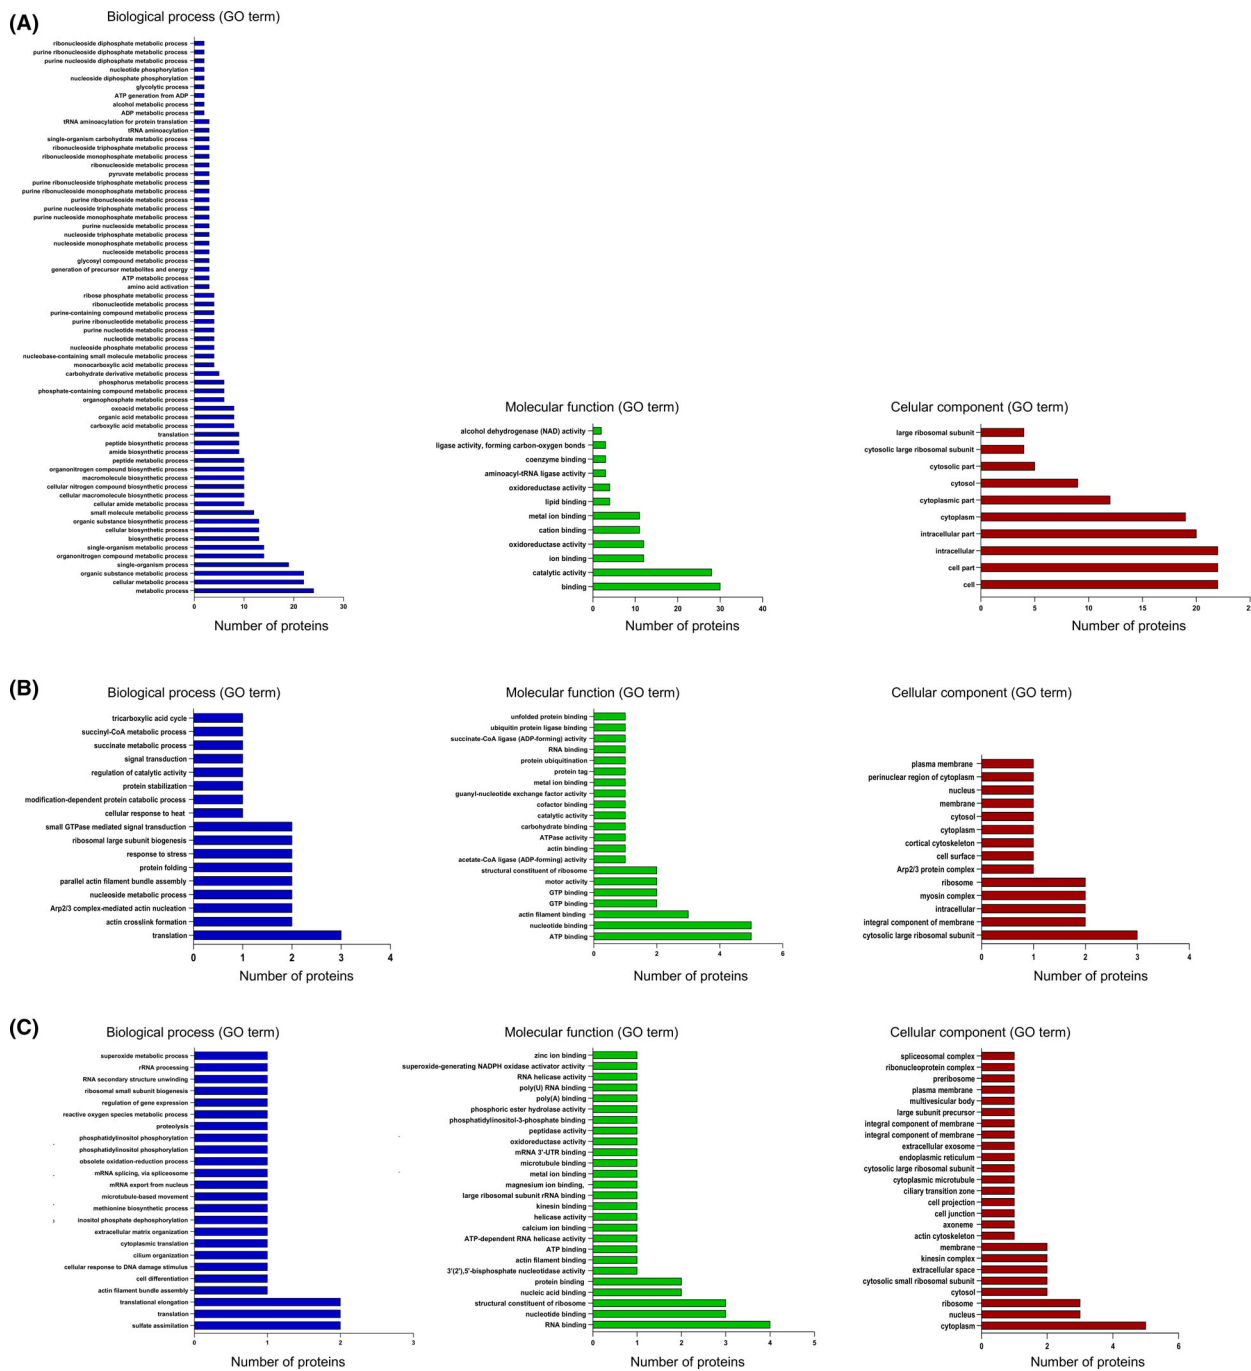 (A)
Biological process (GO term)
ribonucleoside diphosphate metabolic process
purine ribonucleoside diphosphate metabolic process
purine nucleoside diphosphate metabolic process
nucleotide phosphorylation
nucleoside diphosphate phosphorylation
glycolytic process
ATP generation from ADP
alcohol metabolic process
ADP metabolic process
tRNA aminoacylation for protein translation
tRNA aminoacylation
single-organism carbohydrate metabolic process
ribonucleoside triphosphate metabolic process
ribonucleoside monophosphate metabolic process
ribonucleoside metabolic process
pyruvate metabolic process
purine ribonucleoside triphosphate metabolic process
purine ribonucleoside monophosphate metabolic process
purine ribonucleoside metabolic process
purine nucleoside triphosphate metabolic process
purine nucleoside monophosphate metabolic process
purine nucleoside metabolic process
nucleoside triphosphate metabolic process
nucleoside monophosphate metabolic process
nucleoside metabolic process
glycosyl compound metabolic process
generation of precursor metabolites and energy
ATP metabolic process
amino acid activation
ribose phosphate metabolic process
ribonucleotide metabolic process
purine-containing compound metabolic process
purine ribonucleotide metabolic process
purine nucleotide metabolic process
nucleotide metabolic process
nucleoside phosphate metabolic process
nucleobase-containing small molecule metabolic process
monocarboxylic acid metabolic process
carbohydrate derivative metabolic process
phosphorus metabolic process
phosphate-containing compound metabolic process
organophosphate metabolic process
oxoacid metabolic process
organic acid metabolic process
carboxylic acid metabolic process
translation
peptide biosynthetic process
amide biosynthetic process
peptide metabolic process
organonitrogen compound biosynthetic process
macromolecule biosynthetic process
cellular nitrogen compound biosynthetic process
cellular macromolecule biosynthetic process
cellular amide metabolic process
small molecule metabolic process
organic substance biosynthetic process
cellular biosynthetic process
biosynthetic process
single-organism metabolic process
organonitrogen compound metabolic process
single-organism process
organic substance metabolic process
cellular metabolic process
metabolic process
0 10 20 30
Number of proteins
Molecular function (GO term)
alcohol dehydrogenase (NAD) activity
ligase activity, forming carbon-oxygen bonds
coenzyme binding
aminoacyl-tRNA ligase activity
oxidoreductase activity
lipid binding
metal ion binding
cation binding
oxidoreductase activity
ion binding
catalytic activity
binding
0 10 20 30 40
Number of proteins
Celular component (GO term)
large ribosomal subunit
cytosolic large ribosomal subunit
cytosolic part
cytosol
cytoplasmic part
cytoplasm
intracellular part
intracellular
cell part
cell
0 5 10 15 20 2
Number of proteins
(B)
Biological process (GO term)
tricarboxylic acid cycle
succinyl-CoA metabolic process
succinate metabolic process
signal transduction
regulation of catalytic activity
protein stabilization
modification-dependent protein catabolic process
cellular response to heat
small GTPase mediated signal transduction
ribosomal large subunit biogenesis
response to stress
protein folding
parallel actin filament bundle assembly
nucleoside metabolic process
Arp2/3 complex-mediated actin nucleation
actin crosslink formation
translation
0 1 2 3 4
Number of proteins
Molecular function (GO term)
unfolded protein binding
ubiquitin protein ligase binding
succinate-CoA ligase (ADP-forming) activity
RNA binding
protein ubiquitination
protein tag
metal ion binding
guanyl-nucleotide exchange factor activity
cofactor binding
catalytic activity
carbohydrate binding
ATPase activity
actin binding
acetate-CoA ligase (ADP-forming) activity
structural constituent of ribosome
motor activity
GTP binding
GTP binding
actin filament binding
nucleotide binding
ATP binding
0 2 4 6
Number of proteins
Cellular component (GO term)
plasma membrane
perinuclear region of cytoplasm
nucleus
membrane
cytosol
cytoplasm
cortical cytoskeleton
cell surface
Arp2/3 protein complex
ribosome
myosin complex
intracellular
integral component of membrane
cytosolic large ribosomal subunit
0 1 2 3 4
Number of proteins
(C)
Biological process (GO term)
superoxide metabolic process
rRNA processing
RNA secondary structure unwinding
ribosomal small subunit biogenesis
regulation of gene expression
reactive oxygen species metabolic process
proteolysis
phosphatidylinositol phosphorylation
phosphatidylinositol phosphorylation
obsolete oxidation-reduction process
mRNA splicing, via spliceosome
mRNA export from nucleus
microtubule-based movement
methionine biosynthetic process
inositol phosphate dephosphorylation
extracellular matrix organization
cytoplasmic translation
cilium organization
cellular response to DNA damage stimulus
cell differentiation
actin filament bundle assembly
translational elongation
translation
sulfate assimilation
0 1 2 3
Number of proteins
Molecular function (GO term)
zinc ion binding
superoxide-generating NADPH oxidase activator activity
RNA helicase activity
poly(U) RNA binding
poly(A) binding
phosphoric ester hydrolase activity
phosphatidylinositol-3-phosphate binding
peptidase activity
oxidoreductase activity
mRNA 3'-UTR binding
microtubule binding
metal ion binding
magnesium ion binding,
large ribosomal subunit rRNA binding
kinesin binding
helicase activity
calcium ion binding
ATP-dependent RNA helicase activity
ATP binding
actin filament binding
3'(2'),5'-bisphosphate nucleotidase activity
protein binding
nucleic acid binding
structural constituent of ribosome
nucleotide binding
RNA binding
0 1 2 3 4 5
Number of proteins
Cellular component (GO term)
spliceosomal complex
ribonucleoprotein complex
preribosome
plasma membrane
multivesicular body
large subunit precursor
integral component of membrane
integral component of membrane
extracellular exosome
endoplasmic reticulum
cytosolic large ribosomal subunit
cytoplasmic microtubule
ciliary transition zone
cell projection
cell junction
axoneme
actin cytoskeleton
membrane
kinesin complex
extracellular space
cytosolic small ribosomal subunit
cytosol
ribosome
nucleus
cytoplasm
0 2 4 6
Number of proteins